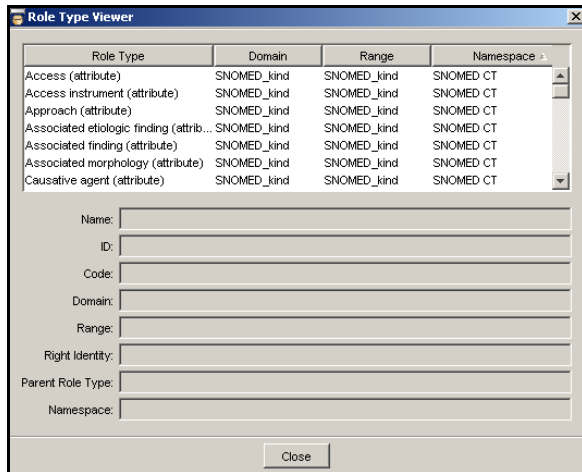 Role Type Viewer
Role Type Domain Range Namespace
Access (attribute) SNOMED_kind SNOMED_kind SNOMED CT
Access instrument (attribute) SNOMED_kind SNOMED_kind SNOMED CT
Approach (attribute) SNOMED_kind SNOMED_kind SNOMED CT
Associated etiologic finding (attrib... SNOMED_kind SNOMED_kind SNOMED CT
Associated finding (attribute) SNOMED_kind SNOMED_kind SNOMED CT
Associated morphology (attribute) SNOMED_kind SNOMED_kind SNOMED CT
Causative agent (attribute) SNOMED_kind SNOMED_kind SNOMED CT
Name:
ID:
Code:
Domain:
Range:
Right Identity:
Parent Role Type:
Namespace:
Close